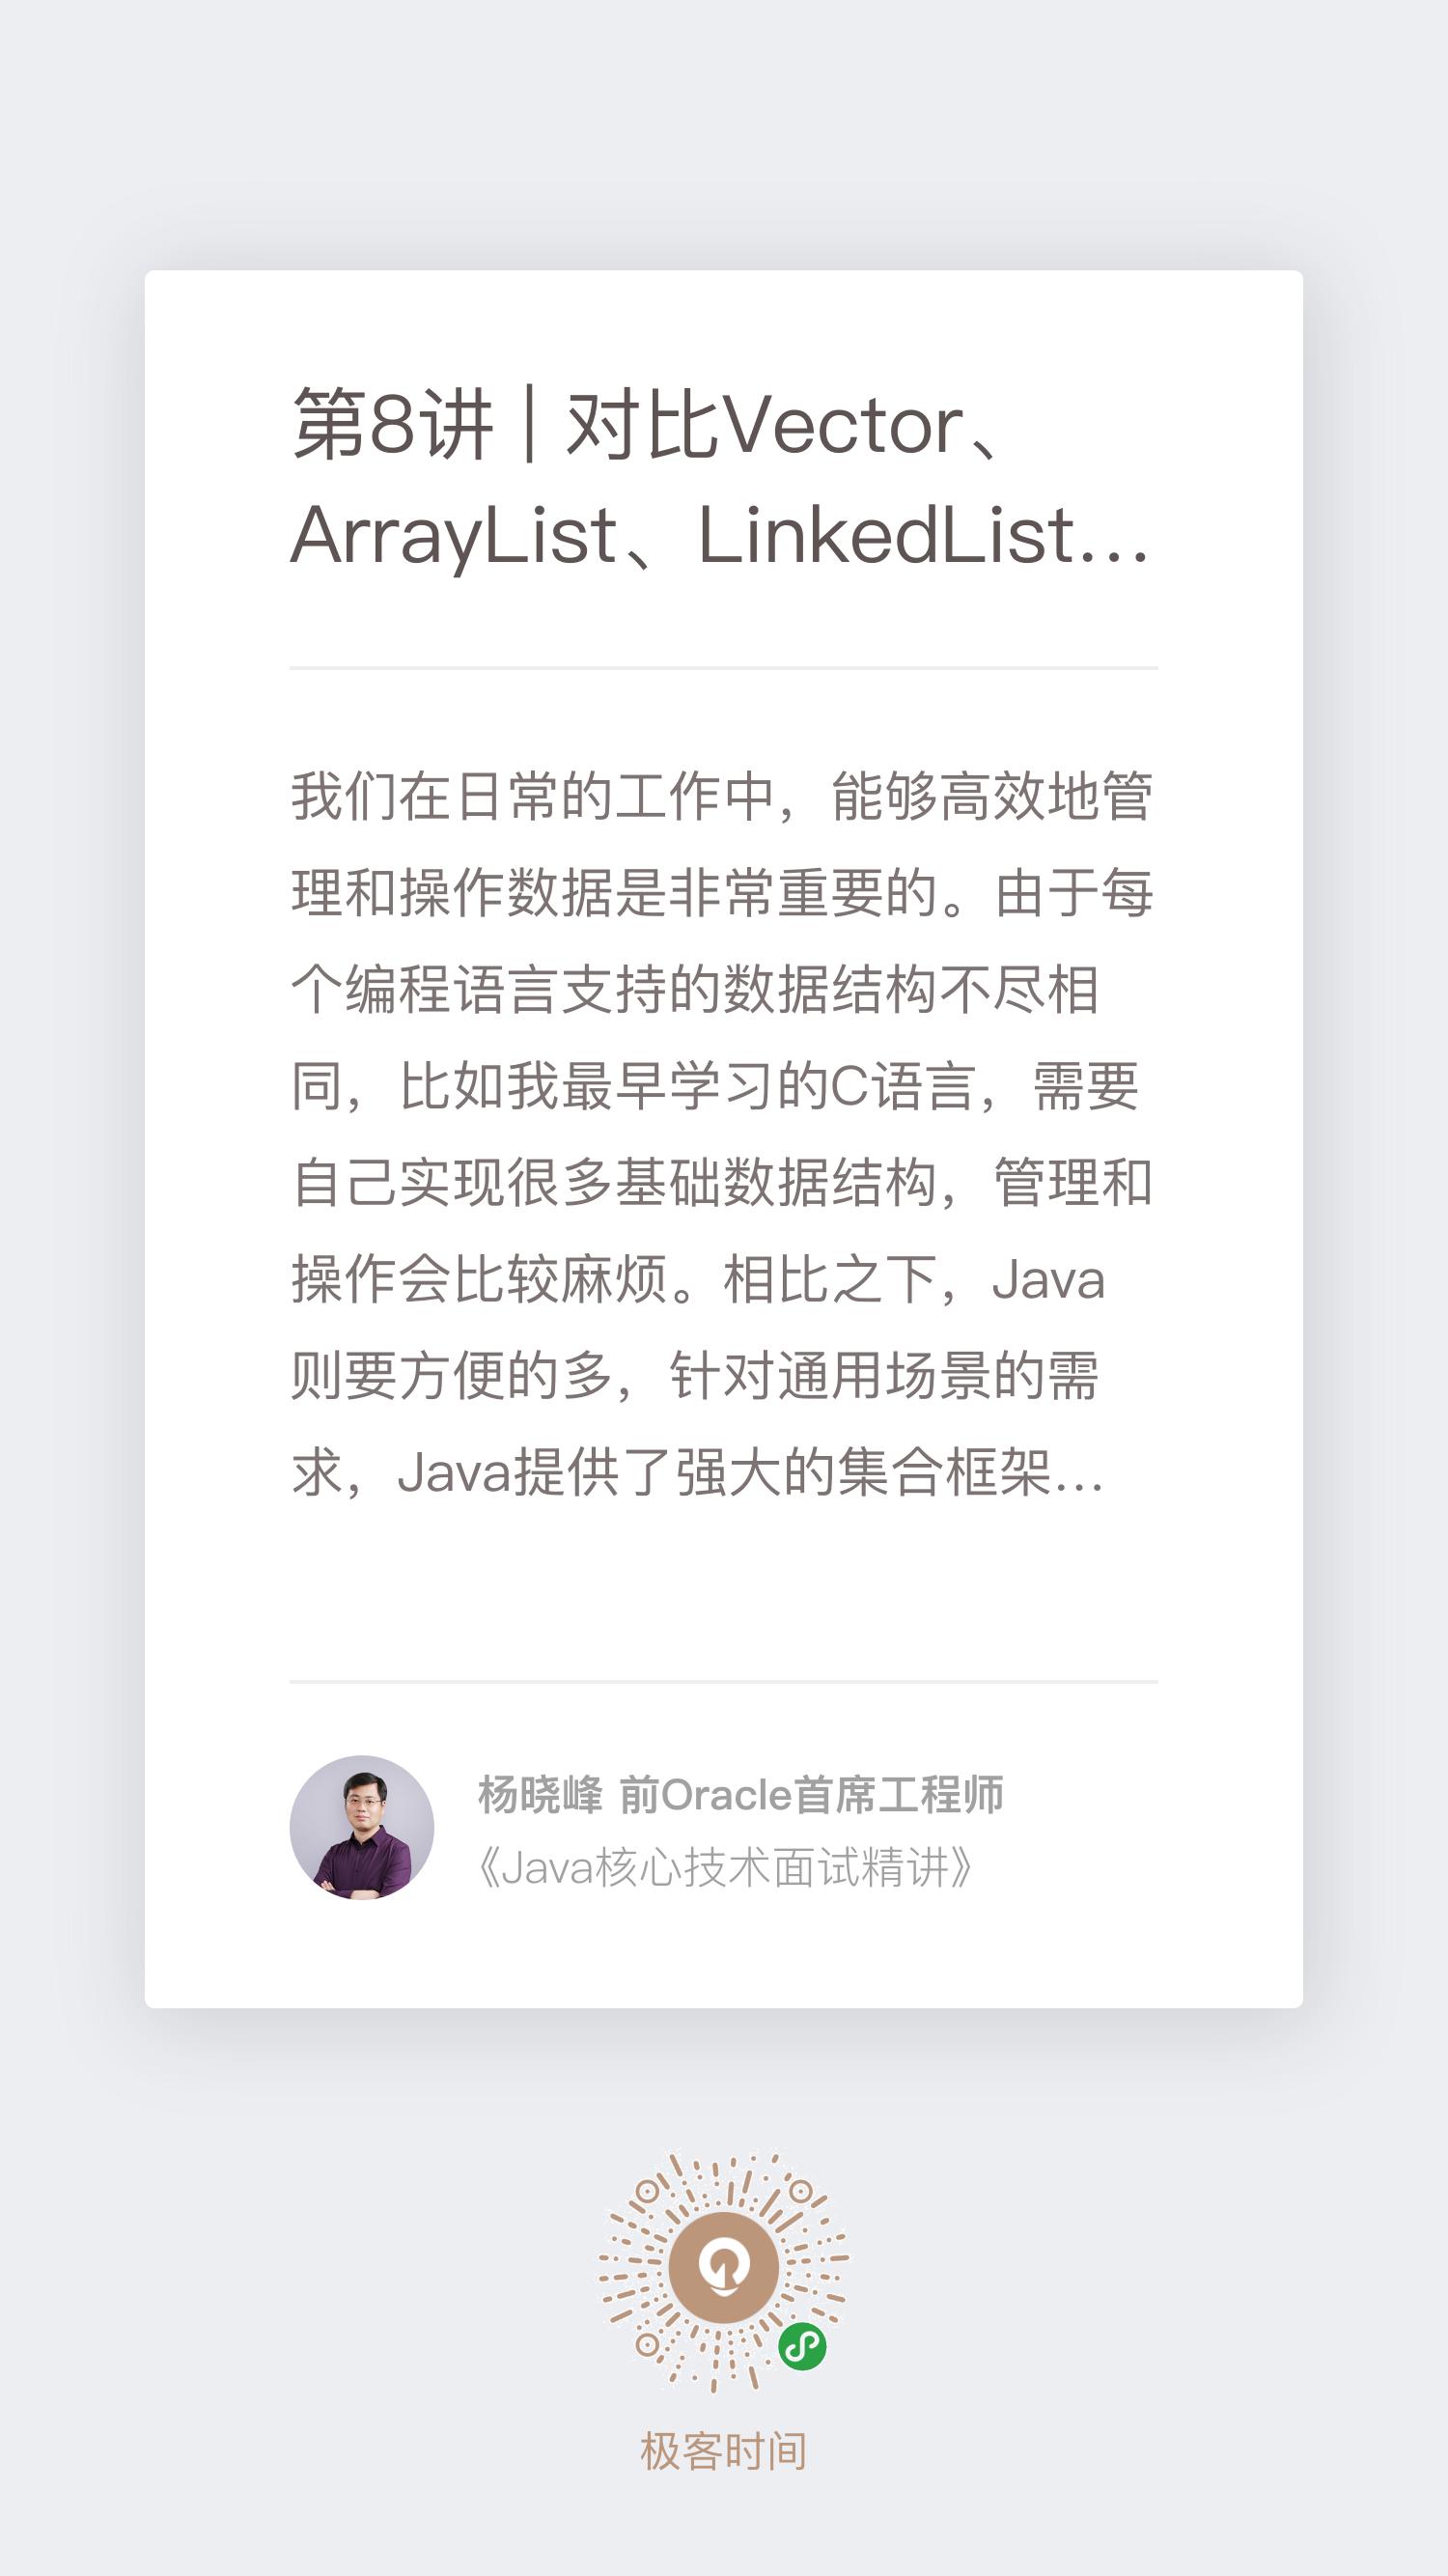 第8讲 | 对比Vector、
ArrayList、LinkedList...
我们在日常的工作中，能够高效地管
理和操作数据是非常重要的。由于每
个编程语言支持的数据结构不尽相
同，比如我最早学习的C语言，需要
自己实现很多基础数据结构，管理和
操作会比较麻烦。相比之下，Java
则要方便的多，针对通用场景的需
求，Java提供了强大的集合框架...
杨晓峰 前Oracle首席工程师
《Java核心技术面试精讲》
极客时间